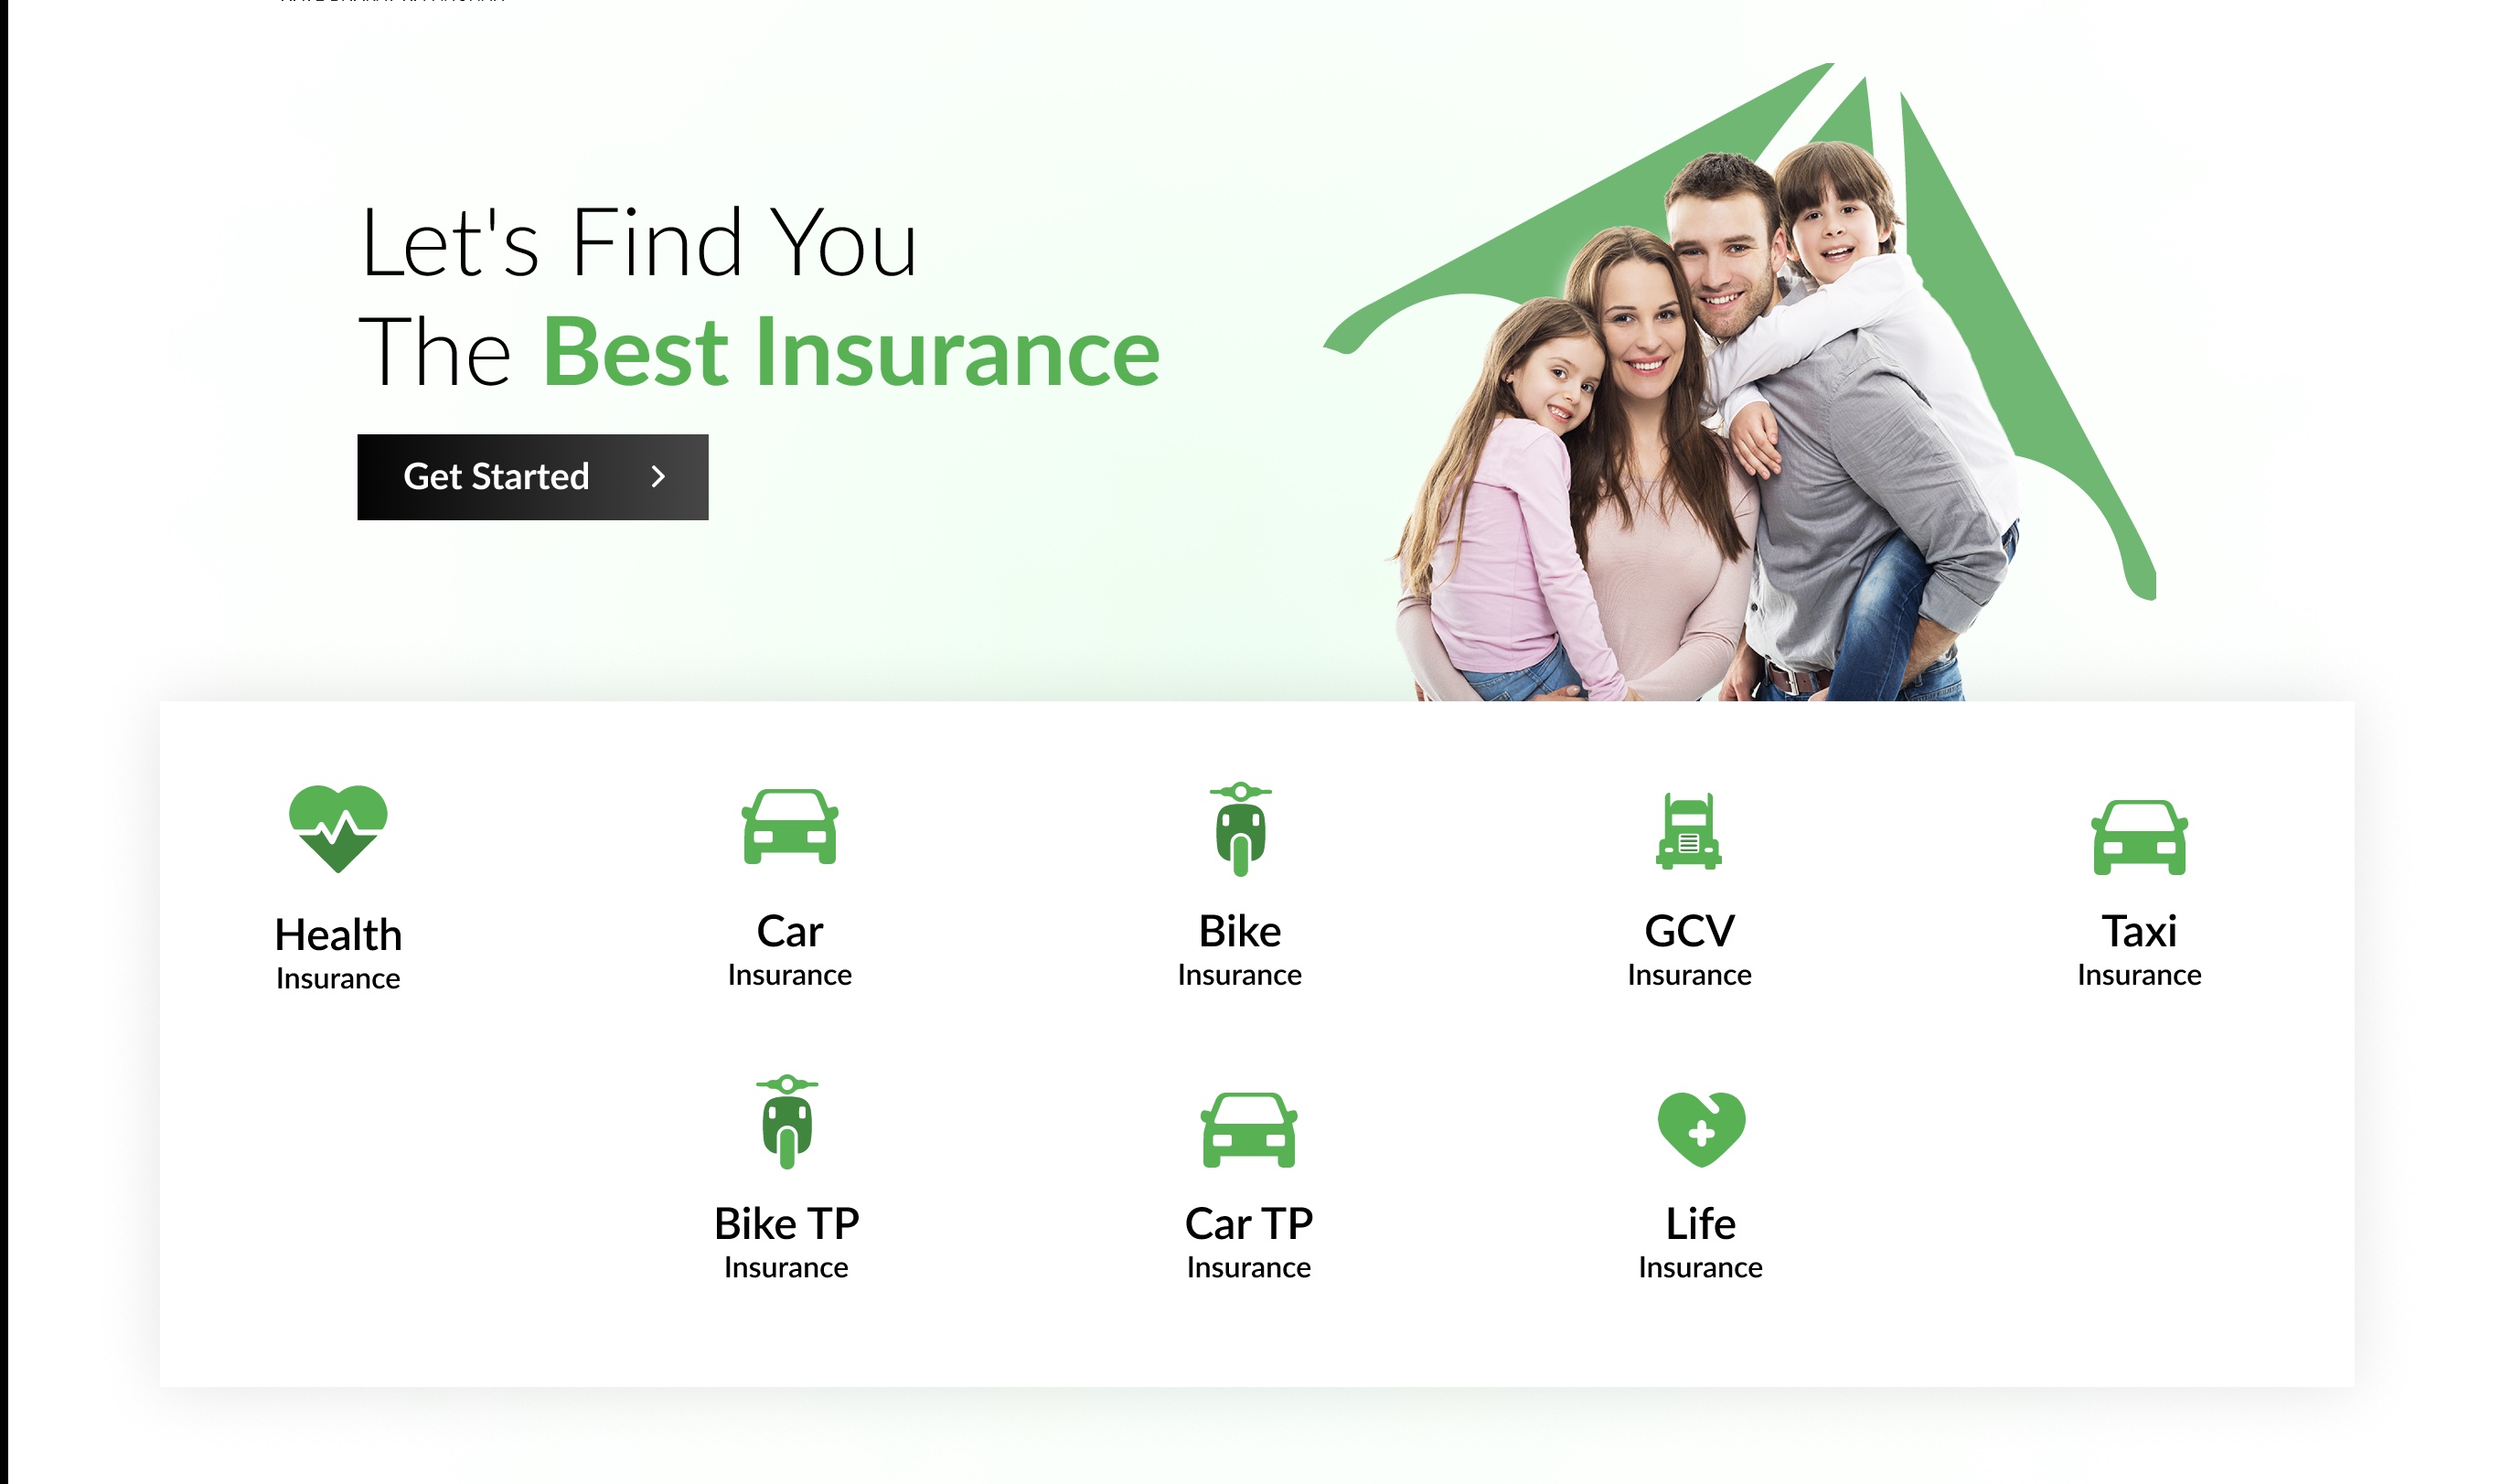 Let's Find You
The Best Insurance
Get Started
Health
Insurance
Car
Insurance
Bike
Insurance
GCV
Insurance
Taxi
Insurance
Bike TP
Insurance
Car TP
Insurance
Life
Insurance